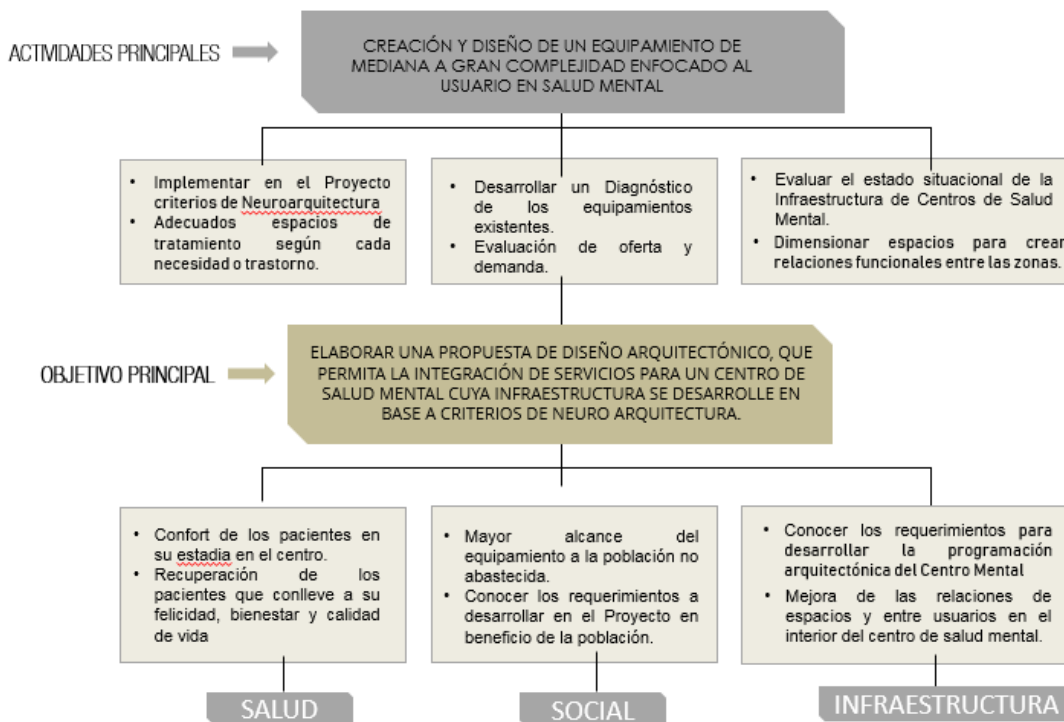 ACTIVIDADES PRINCIPALES
CREACIÓN Y DISEÑO DE UN EQUIPAMIENTO DE
MEDIANA A GRAN COMPLEJIDAD ENFOCADO AL
USUARIO EN SALUD MENTAL
• Implementar en el Proyecto
criterios de Neuroarquitectura
• Adecuados espacios de
tratamiento según cada
necesidad o trastorno.
• Desarrollar un Diagnóstico
de los equipamientos
existentes.
• Evaluación de oferta y
demanda.
• Evaluar el estado situacional de la
Infraestructura de Centros de Salud
Mental.
• Dimensionar espacios para crear
relaciones funcionales entre las zonas.
OBJETIVO PRINCIPAL
ELABORAR UNA PROPUESTA DE DISEÑO ARQUITECTÓNICO, QUE
PERMITA LA INTEGRACIÓN DE SERVICIOS PARA UN CENTRO DE
SALUD MENTAL CUYA INFRAESTRUCTURA SE DESARROLLE EN
BASE A CRITERIOS DE NEURO ARQUITECTURA.
• Confort de los pacientes en
su estadia en el centro.
• Recuperación de los
pacientes que conlleve a su
felicidad, bienestar y calidad
de vida
• Mayor alcance del
equipamiento a la población no
abastecida.
• Conocer los requerimientos a
desarrollar en el Proyecto en
beneficio de la población.
• Conocer los requerimientos para
desarrollar la programación
arquitectónica del Centro Mental
• Mejora de las relaciones de
espacios y entre usuarios en el
interior del centro de salud mental.
SALUD
SOCIAL
INFRAESTRUCTURA